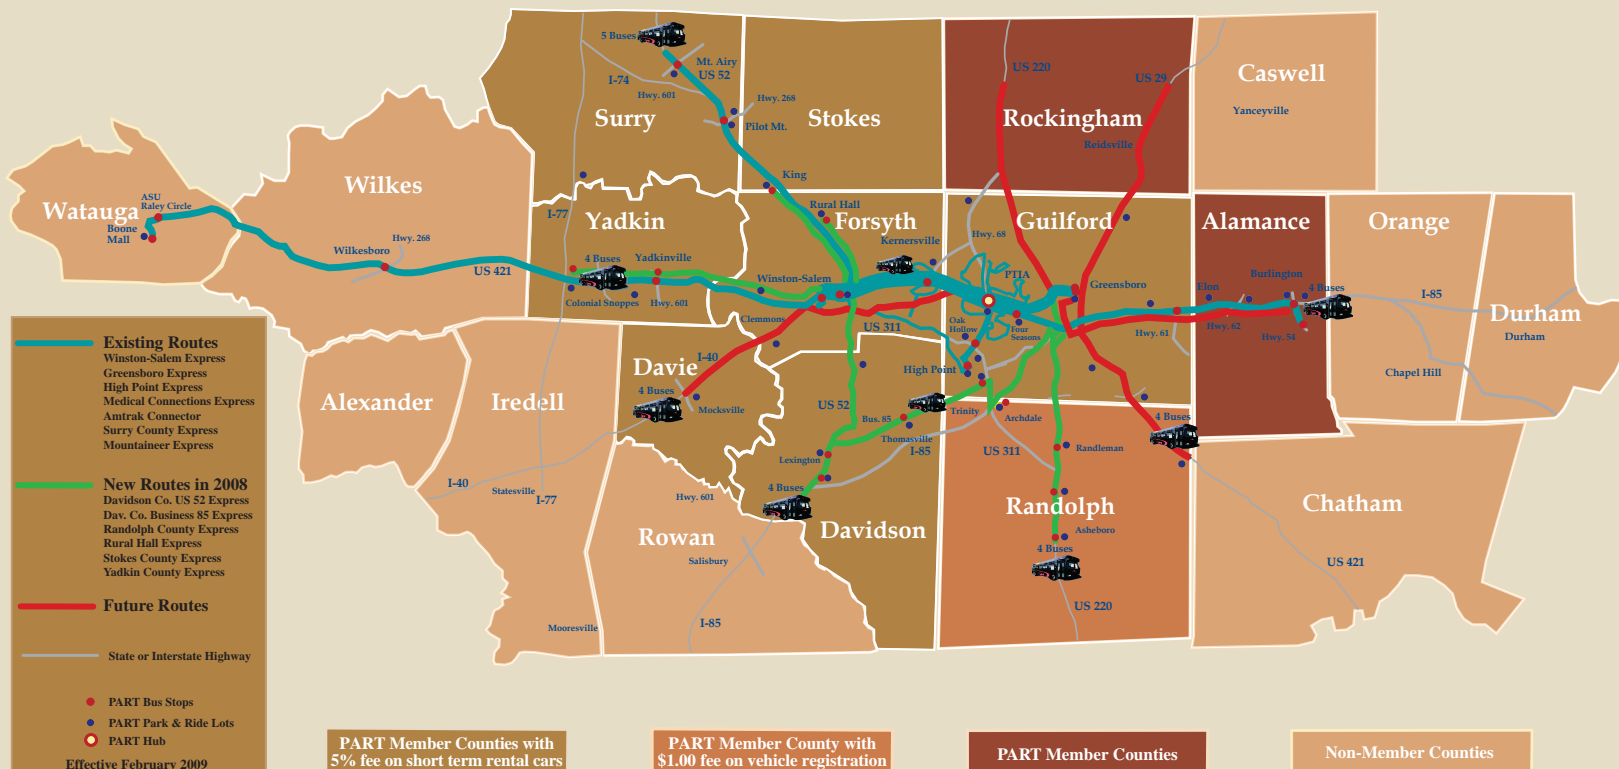 5 Buses
Mt. Airy
US 52
I-74
Hwy. 601
Hwy. 268
Surry
Pilot Mt.
Stokes
King
US 220
US 29
Rockingham
Reidsville
Caswell
Yanceyville
Wilkes
Watauga
ASU
Raley Circle
Boone
Mall
Wilkesboro
Hwy. 268
US 421
I-77
Yadkin
4 Buses
Yadkinville
Colonial Snoppes
Hwy. 601
Rural Hall
Forsyth
Kernersville
Winston-Salem
Clemmons
US 311
Guilford
Hwy. 68
PTIA
Greensboro
Oak
Hollow
Four
Seasons
High Point
Alamance
Elon
Burlington
4 Buses
Hwy. 61
Hwy. 62
Hwy. 54
Orange
I-85
Chapel Hill
Durham
Durham
Existing Routes
Winston-Salem Express
Greensboro Express
High Point Express
Medical Connections Express
Amtrak Connector
Surry County Express
Mountaineer Express
New Routes in 2008
Davidson Co. US 52 Express
Dav. Co. Business 85 Express
Randolph County Express
Rural Hall Express
Stokes County Express
Yadkin County Express
Future Routes
State or Interstate Highway
PART Bus Stops
PART Park & Ride Lots
PART Hub
Effective February 2009
Alexander
Iredell
I-40
Statesville
I-77
Mooresville
Davie
I-40
4 Buses
Mocksville
US 52
Bus. 85
Thomasville
Trinity
Archdale
I-85
Lexington
4 Buses
Hwy. 601
Rowan
Salisbury
I-85
Davidson
US 311
Randleman
Randolph
Asheboro
4 Buses
US 220
4 Buses
Chatham
US 421
PART Member Counties with
5% fee on short term rental cars
PART Member County with
$1.00 fee on vehicle registration
PART Member Counties
Non-Member Counties